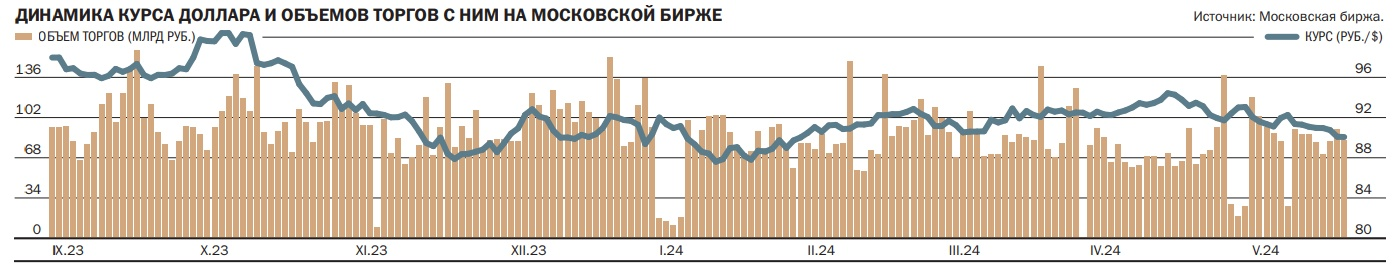 ДИНАМИКА КУРСА ДОЛЛАРА И ОБЪЕМОВ ТОРГОВ С НИМ НА МОСКОВСКОЙ БИРЖЕ
Источник: Московская биржа.
ОБЪЕМ ТОРГОВ (МЛРД РУБ.)
КУРС (РУБ./$)
136 96
102 92
68 88
34 84
0 80
IX.23 X.23 XI.23 XII.23 I.24 II.24 III.24 IV.24 V.24